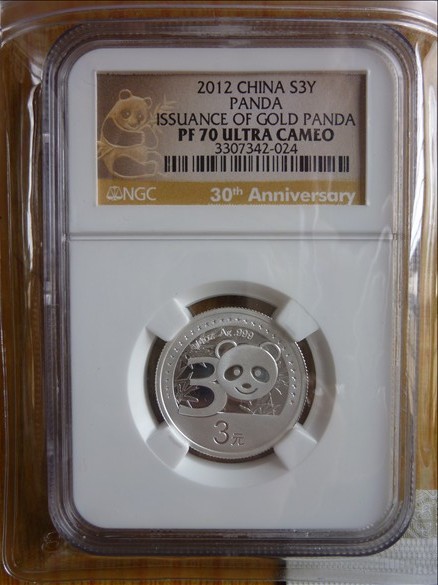 2012 CHINA S3Y
PANDA
ISSUANCE OF GOLD PANDA
PF 70 ULTRA CAMEO
3307342-024
NGC
30th Anniversary
Ag .999
30
3元